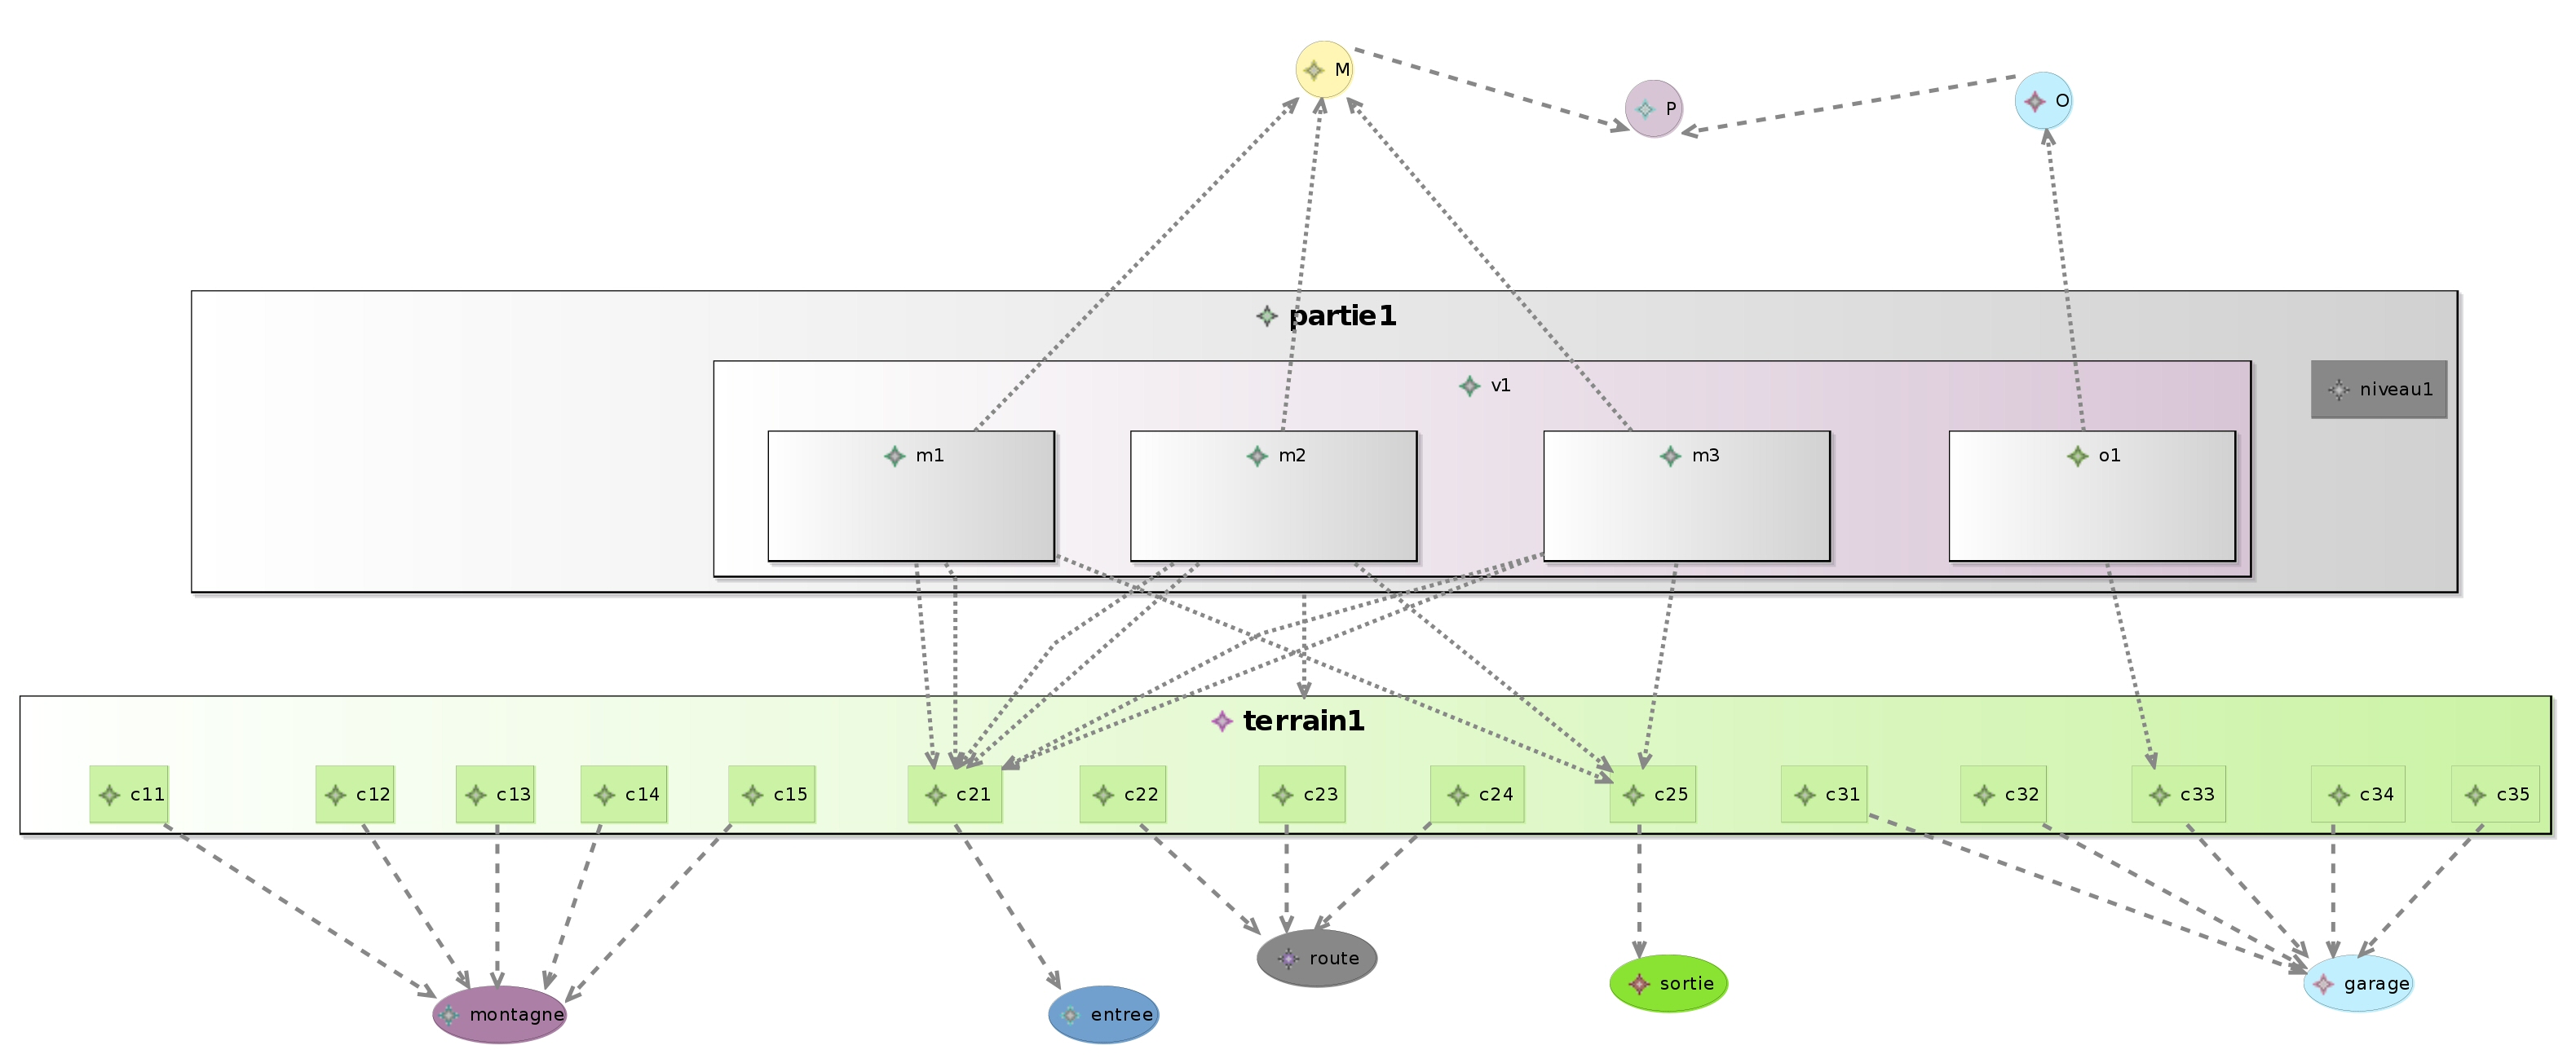 M
P
O
partie1
v1
niveau1
m1
m2
m3
o1
terrain1
c11
c12
c13
c14
c15
c21
c22
c23
c24
c25
c31
c32
c33
c34
c35
route
sortie
garage
montagne
entree